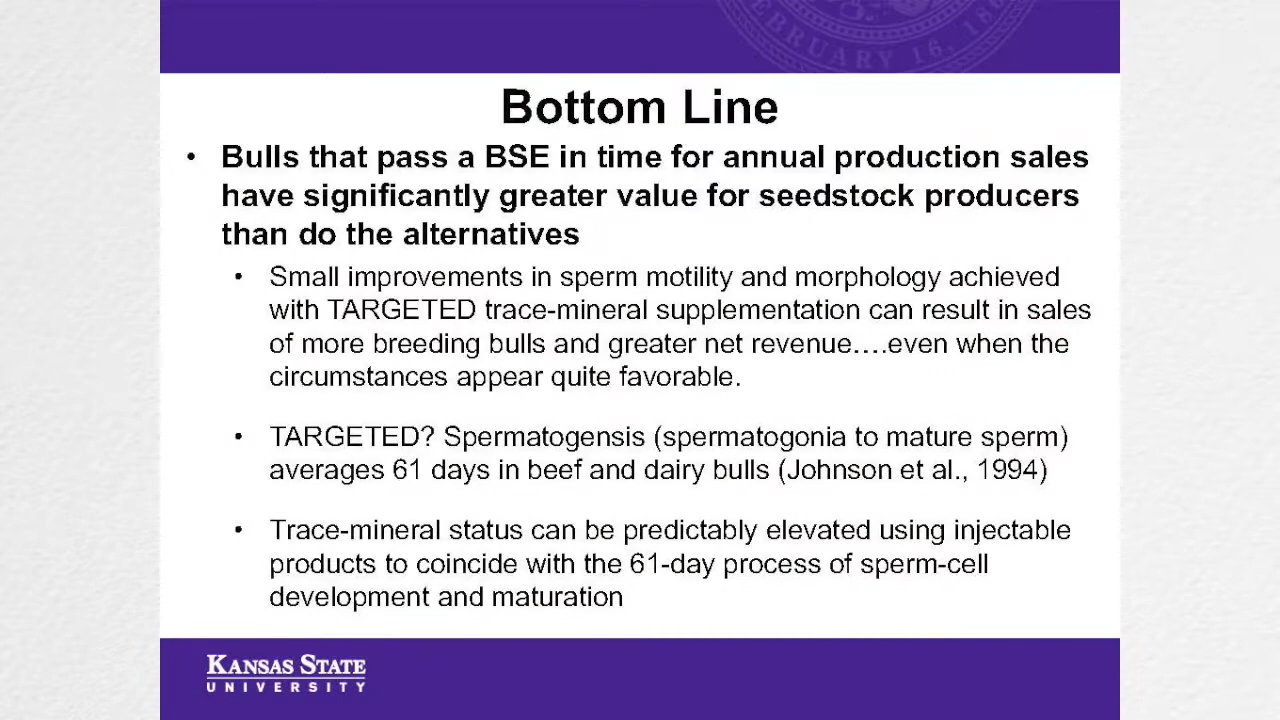 FEBRUARY 16, 186
Bottom Line
• Bulls that pass a BSE in time for annual production sales
have significantly greater value for seedstock producers
than do the alternatives
• Small improvements in sperm motility and morphology achieved
with TARGETED trace-mineral supplementation can result in sales
of more breeding bulls and greater net revenue….even when the
circumstances appear quite favorable.
• TARGETED? Spermatogensis (spermatogonia to mature sperm)
averages 61 days in beef and dairy bulls (Johnson et al., 1994)
• Trace-mineral status can be predictably elevated using injectable
products to coincide with the 61-day process of sperm-cell
development and maturation
KANSAS STATE
UNIVERSITY